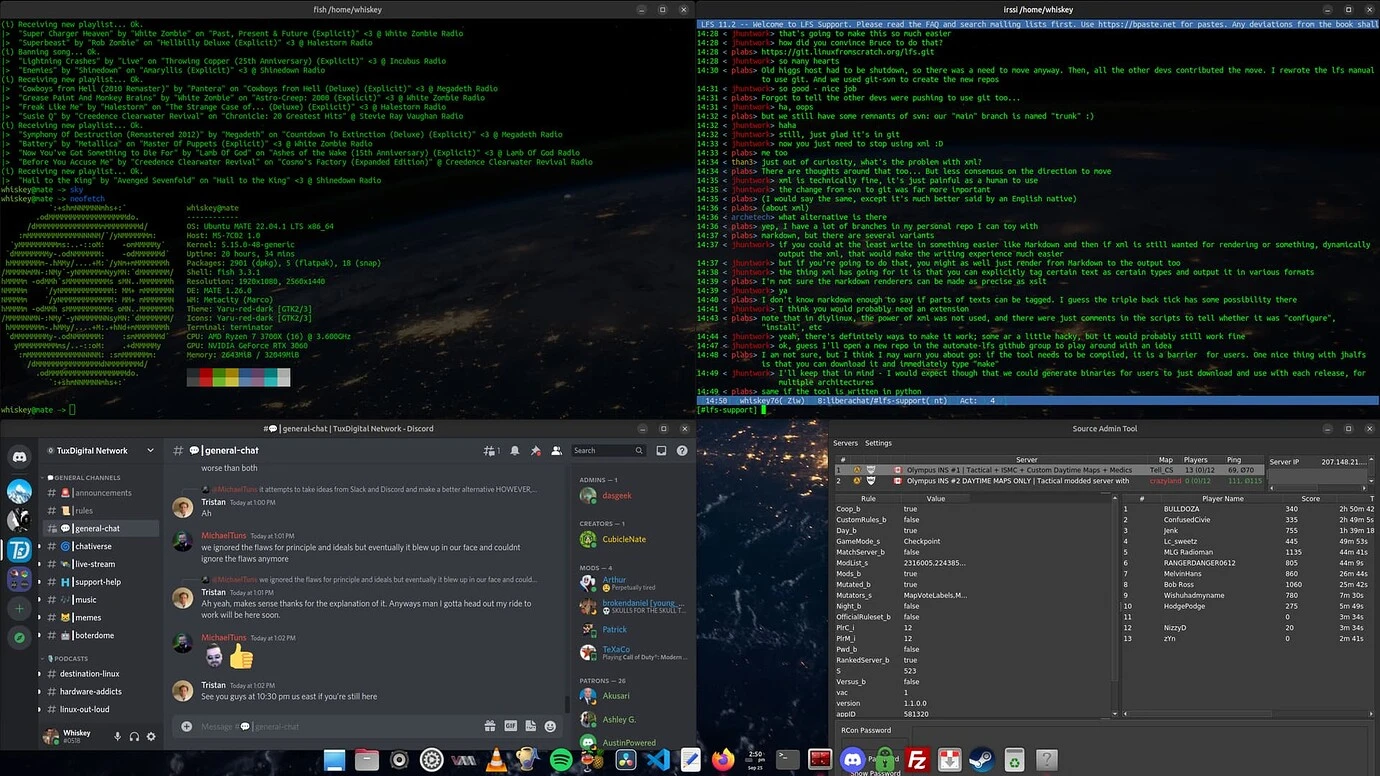 fish /home/whiskey
(i) Receiving new playlist... Ok.
|> "Super Charger Heaven" by "White Zombie" on "Past, Present & Future (Explicit)" <3 @ White Zombie Radio
|> "Superbeast" by "Rob Zombie" on "Hellbilly Deluxe (Explicit)" <3 @ Halestorm Radio
(i) Banning song... Ok.
|> "Lightning Crashes" by "Live" on "Throwing Copper (25th Anniversary) (Explicit)" <3 @ Incubus Radio
|> "Enemies" by "Shinedown" on "Amaryllis (Explicit)" <3 @ Shinedown Radio
(i) Receiving new playlist... Ok.
|> "Cowboys from Hell (2010 Remaster)" by "Pantera" on "Cowboys from Hell (Deluxe) (Explicit)" <3 @ Megadeth Radio
|> "Grease Paint And Monkey Brains" by "White Zombie" on "Astro-Creep: 2000 (Explicit)" <3 @ White Zombie Radio
|> "Freak Like Me" by "Halestorm" on "The Strange Case of... (Deluxe) (Explicit)" <3 @ Halestorm Radio
|> "Susie Q" by "Creedence Clearwater Revival" on "Chronicle: 20 Greatest Hits" @ Stevie Ray Vaughan Radio
(i) Receiving new playlist... Ok.
|> "Symphony Of Destruction (Remastered 2012)" by "Megadeth" on "Countdown To Extinction (Deluxe) (Explicit)" <3 @ Megadeth Radio
|> "Battery" by "Metallica" on "Master Of Puppets (Explicit)" <3 @ White Zombie Radio
|> "Now You've Got Something to Die For" by "Lamb Of God" on "Ashes of the Wake (15th Anniversary) (Explicit)" <3 @ Lamb Of God Radio
|> "Before You Accuse Me" by "Creedence Clearwater Revival" on "Cosmo's Factory (Expanded Edition)" @ Creedence Clearwater Revival Radio
(i) Receiving new playlist... Ok.
|> "Hail to the King" by "Avenged Sevenfold" on "Hail to the King" <3 @ Shinedown Radio
whiskey@mate -> sky
whiskey@mate -> neofetch
whiskey@mate
------------
OS: Ubuntu MATE 22.04.1 LTS x86_64
Host: MS-7C02 1.0
Kernel: 5.15.0-48-generic
Uptime: 20 hours, 34 mins
Packages: 2901 (dpkg), 5 (flatpak), 18 (snap)
Shell: fish 3.3.1
Resolution: 1920x1080, 2560x1440
DE: MATE 1.26.0
WM: Metacity (Marco)
Theme: Yaru-red-dark [GTK2/3]
Icons: Yaru-red-dark [GTK2/3]
Terminal: terminator
CPU: AMD Ryzen 7 3700X (16) @ 3.600GHz
GPU: NVIDIA GeForce RTX 3060
Memory: 2643MiB / 32049MiB
whiskey@mate ->
irssi /home/whiskey
LFS 11.2 -- Welcome to LFS Support. Please read the FAQ and search mailing lists first. Use https://bpaste.net for pastes. Any deviations from the book shall
14:28 < jhuntwork> that's going to make this so much easier
14:28 < jhuntwork> how did you convince Bruce to do that?
14:28 < plabs> https://git.linuxfromscratch.org/lfs.git
14:28 < jhuntwork> so many hearts
14:30 < plabs> Old higgs host had to be shutdown, so there was a need to move anyway. Then, all the other devs contributed the move. I rewrote the lfs manual
to use git. And we used git-svn to create the new repos
14:31 < jhuntwork> so good - nice job
14:31 < plabs> Forgot to tell the other devs were pushing to use git too...
14:31 < jhuntwork> ha, oops
14:32 < plabs> but we still have some remnants of svn: our "main" branch is named "trunk" :)
14:32 < jhuntwork> haha
14:32 < jhuntwork> still, just glad it's in git
14:33 < jhuntwork> now you just need to stop using xml :D
14:33 < plabs> me too
14:34 < than3> just out of curiosity, what's the problem with xml?
14:34 < plabs> There are thoughts around that too... But less consensus on the direction to move
14:35 < jhuntwork> xml is technically fine, it's just painful as a human to use
14:35 < jhuntwork> the change from svn to git was far more important
14:35 < plabs> (I would say the same, except it's much better said by an English native)
14:36 < plabs> (about xml)
14:36 < archetech> what alternative is there
14:36 < plabs> yep, I have a lot of branches in my personal repo I can toy with
14:37 < plabs> markdown, but there are several variants
14:37 < jhuntwork> if you could at the least write in something easier like Markdown and then if xml is still wanted for rendering or something, dynamically
output the xml, that would make the writing experience much easier
14:37 < jhuntwork> but if you're going to do that, you might as well just render from Markdown to the output too
14:38 < jhuntwork> the thing xml has going for it is that you can explicitly tag certain text as certain types and output it in various formats
14:39 < plabs> I'm not sure the markdown renderers can be made as precise as xslt
14:39 < jhuntwork> ya
14:40 < plabs> I don't know markdown enough to say if parts of texts can be tagged. I guess the triple back tick has some possibility there
14:41 < jhuntwork> I think you would probably need an extension
14:43 < plabs> note that in diylinux, the power of xml was not used, and there were just comments in the scripts to tell whether it was "configure",
"install", etc
14:44 < jhuntwork> yeah, there's definitely ways to make it work; some are a little hacky, but it would probably still work fine
14:47 < jhuntwork> ok, guess I'll open a new repo in the automate-lfs github group to play around with an idea
14:48 < plabs> I am not sure, but I think I may warn you about go: if the tool needs to be compiled, it is a barrier for users. One nice thing with jhalfs
is that you can download it and immediately type "make"
14:49 < jhuntwork> I'll keep that in mind - I would expect though that we could generate binaries for users to just download and use with each release, for
multiple architectures
14:49 < plabs> same if the tool is written in python
14:50 whiskey76( Ziw) 8:liberachat/#lfs-support( nt) Act: 4
[#lfs-support]
#💬|general-chat | TuxDigital Network - Discord
TuxDigital Network
GENERAL CHANNELS
announcements
rules
general-chat
chativerse
live-stream
support-help
music
memes
boterdome
PODCASTS
destination-linux
hardware-addicts
linux-out-loud
Whiskey
#0518
general-chat
1
Search
worse than both
@MichaelTuns it attempts to take ideas from Slack and Discord and make a better alternative HOWEVER,...
Tristan Today at 1:00 PM
Ah
MichaelTuns Today at 1:01 PM
we ignored the flaws for principle and ideals but eventually it blew up in our face and couldnt
ignore the flaws anymore
@MichaelTuns we ignored the flaws for principle and ideals but eventually it blew up in our face and could...
Tristan Today at 1:01 PM
Ah yeah, makes sense thanks for the explanation of it. Anyways man I gotta head out my ride to
work will be here soon.
MichaelTuns Today at 1:02 PM
Tristan Today at 1:02 PM
See you guys at 10:30 pm us east if you're still here
Message #💬|general-chat
GIF
ADMINS — 1
dasgeek
CREATORS — 1
CubicleNate
MODS — 4
Arthur
Perpetually tired
brokendaniel [young_...
SKULLS FOR THE SKULL T...
Patrick
TeXaCo
Playing Call of Duty®: Modern ...
PATRONS — 26
Akusari
Ashley G.
AustinPowered
Source Admin Tool
Servers Settings
# Server Map Players Ping
1 Olympus INS #1 | Tactical + ISMC + Custom Daytime Maps + Medics Tell_CS 13 (0)/12 69, Ø70
2 Olympus INS #2 DAYTIME MAPS ONLY | Tactical modded server with crazyland 0 (0)/12 111, Ø115
Server IP 207.148.21....
Rule Value
Coop_b true
CustomRules_b false
Day_b true
GameMode_s Checkpoint
MatchServer_b false
ModList_s 2316005.224385...
Mods_b true
Mutated_b true
Mutators_s MapVoteLabels,M...
Night_b false
OfficialRuleset_b false
PlrC_i 12
PlrM_i 12
Pwd_b false
RankedServer_b true
S 523
Versus_b false
vac 1
version 1.1.0.0
appID 581320
# Player Name Score T
1 BULLDOZA 340 2h 50m 42
2 ConfusedCivie 335 2h 49m 5s
3 Jenk 755 1h 39m 18
4 Lc_sweetz 445 49m 53s
5 MLG Radioman 1135 44m 41s
6 RANGERDANGER0612 805 44m 9s
7 MelvinHans 860 26m 44s
8 Bob Ross 1060 25m 42s
9 Wishuhadmyname 780 7m 30s
10 HodgePodge 275 5m 49s
11 0 3m 34s
12 NizzyD 20 3m 34s
13 zYn 0 2m 41s
RCon Password
Show Password
2:50
pm
Sep 25